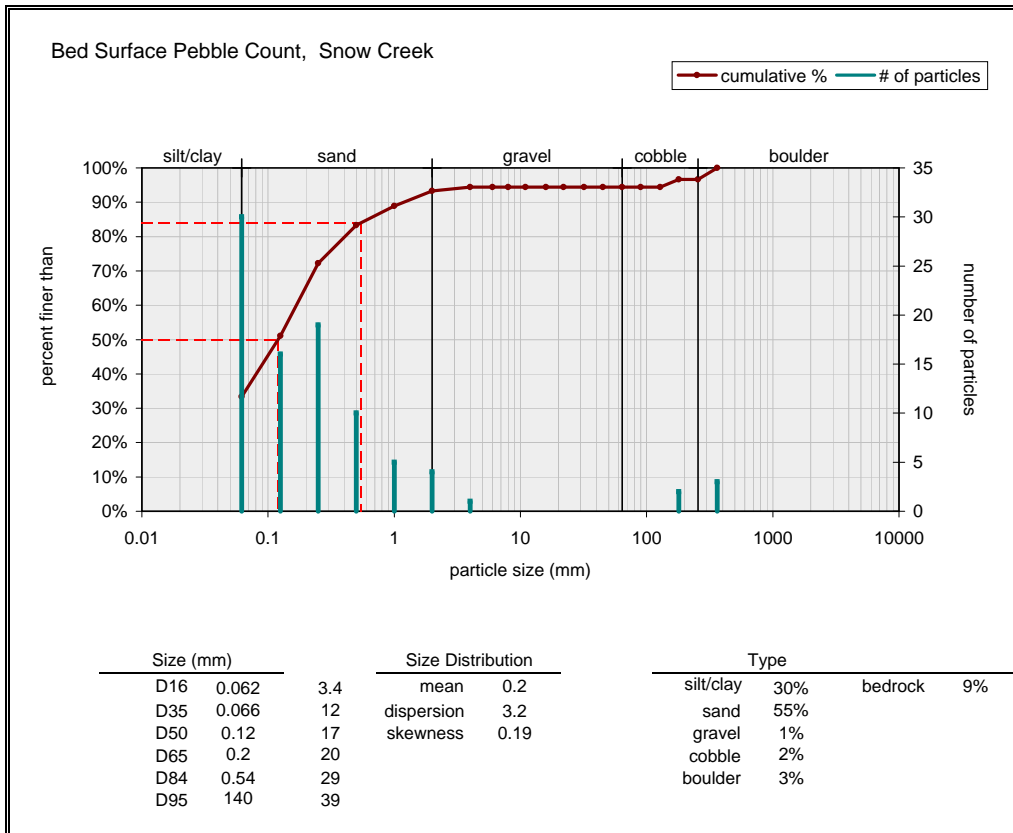 Bed Surface Pebble Count, Snow Creek
cumulative % # of particles
silt/clay sand gravel cobble boulder
100% 35
90% 30
80% 25
70% 20
60% 15
50% 10
40% 5
30% 0
20%
10%
0%
percent finer than
number of particles
0.01 0.1 1 10 100 1000 10000
particle size (mm)
Size (mm) Size Distribution Type
D16 0.062 3.4 mean 0.2 silt/clay 30% bedrock 9%
D35 0.066 12 dispersion 3.2 sand 55%
D50 0.12 17 skewness 0.19 gravel 1%
D65 0.2 20 cobble 2%
D84 0.54 29 boulder 3%
D95 140 39